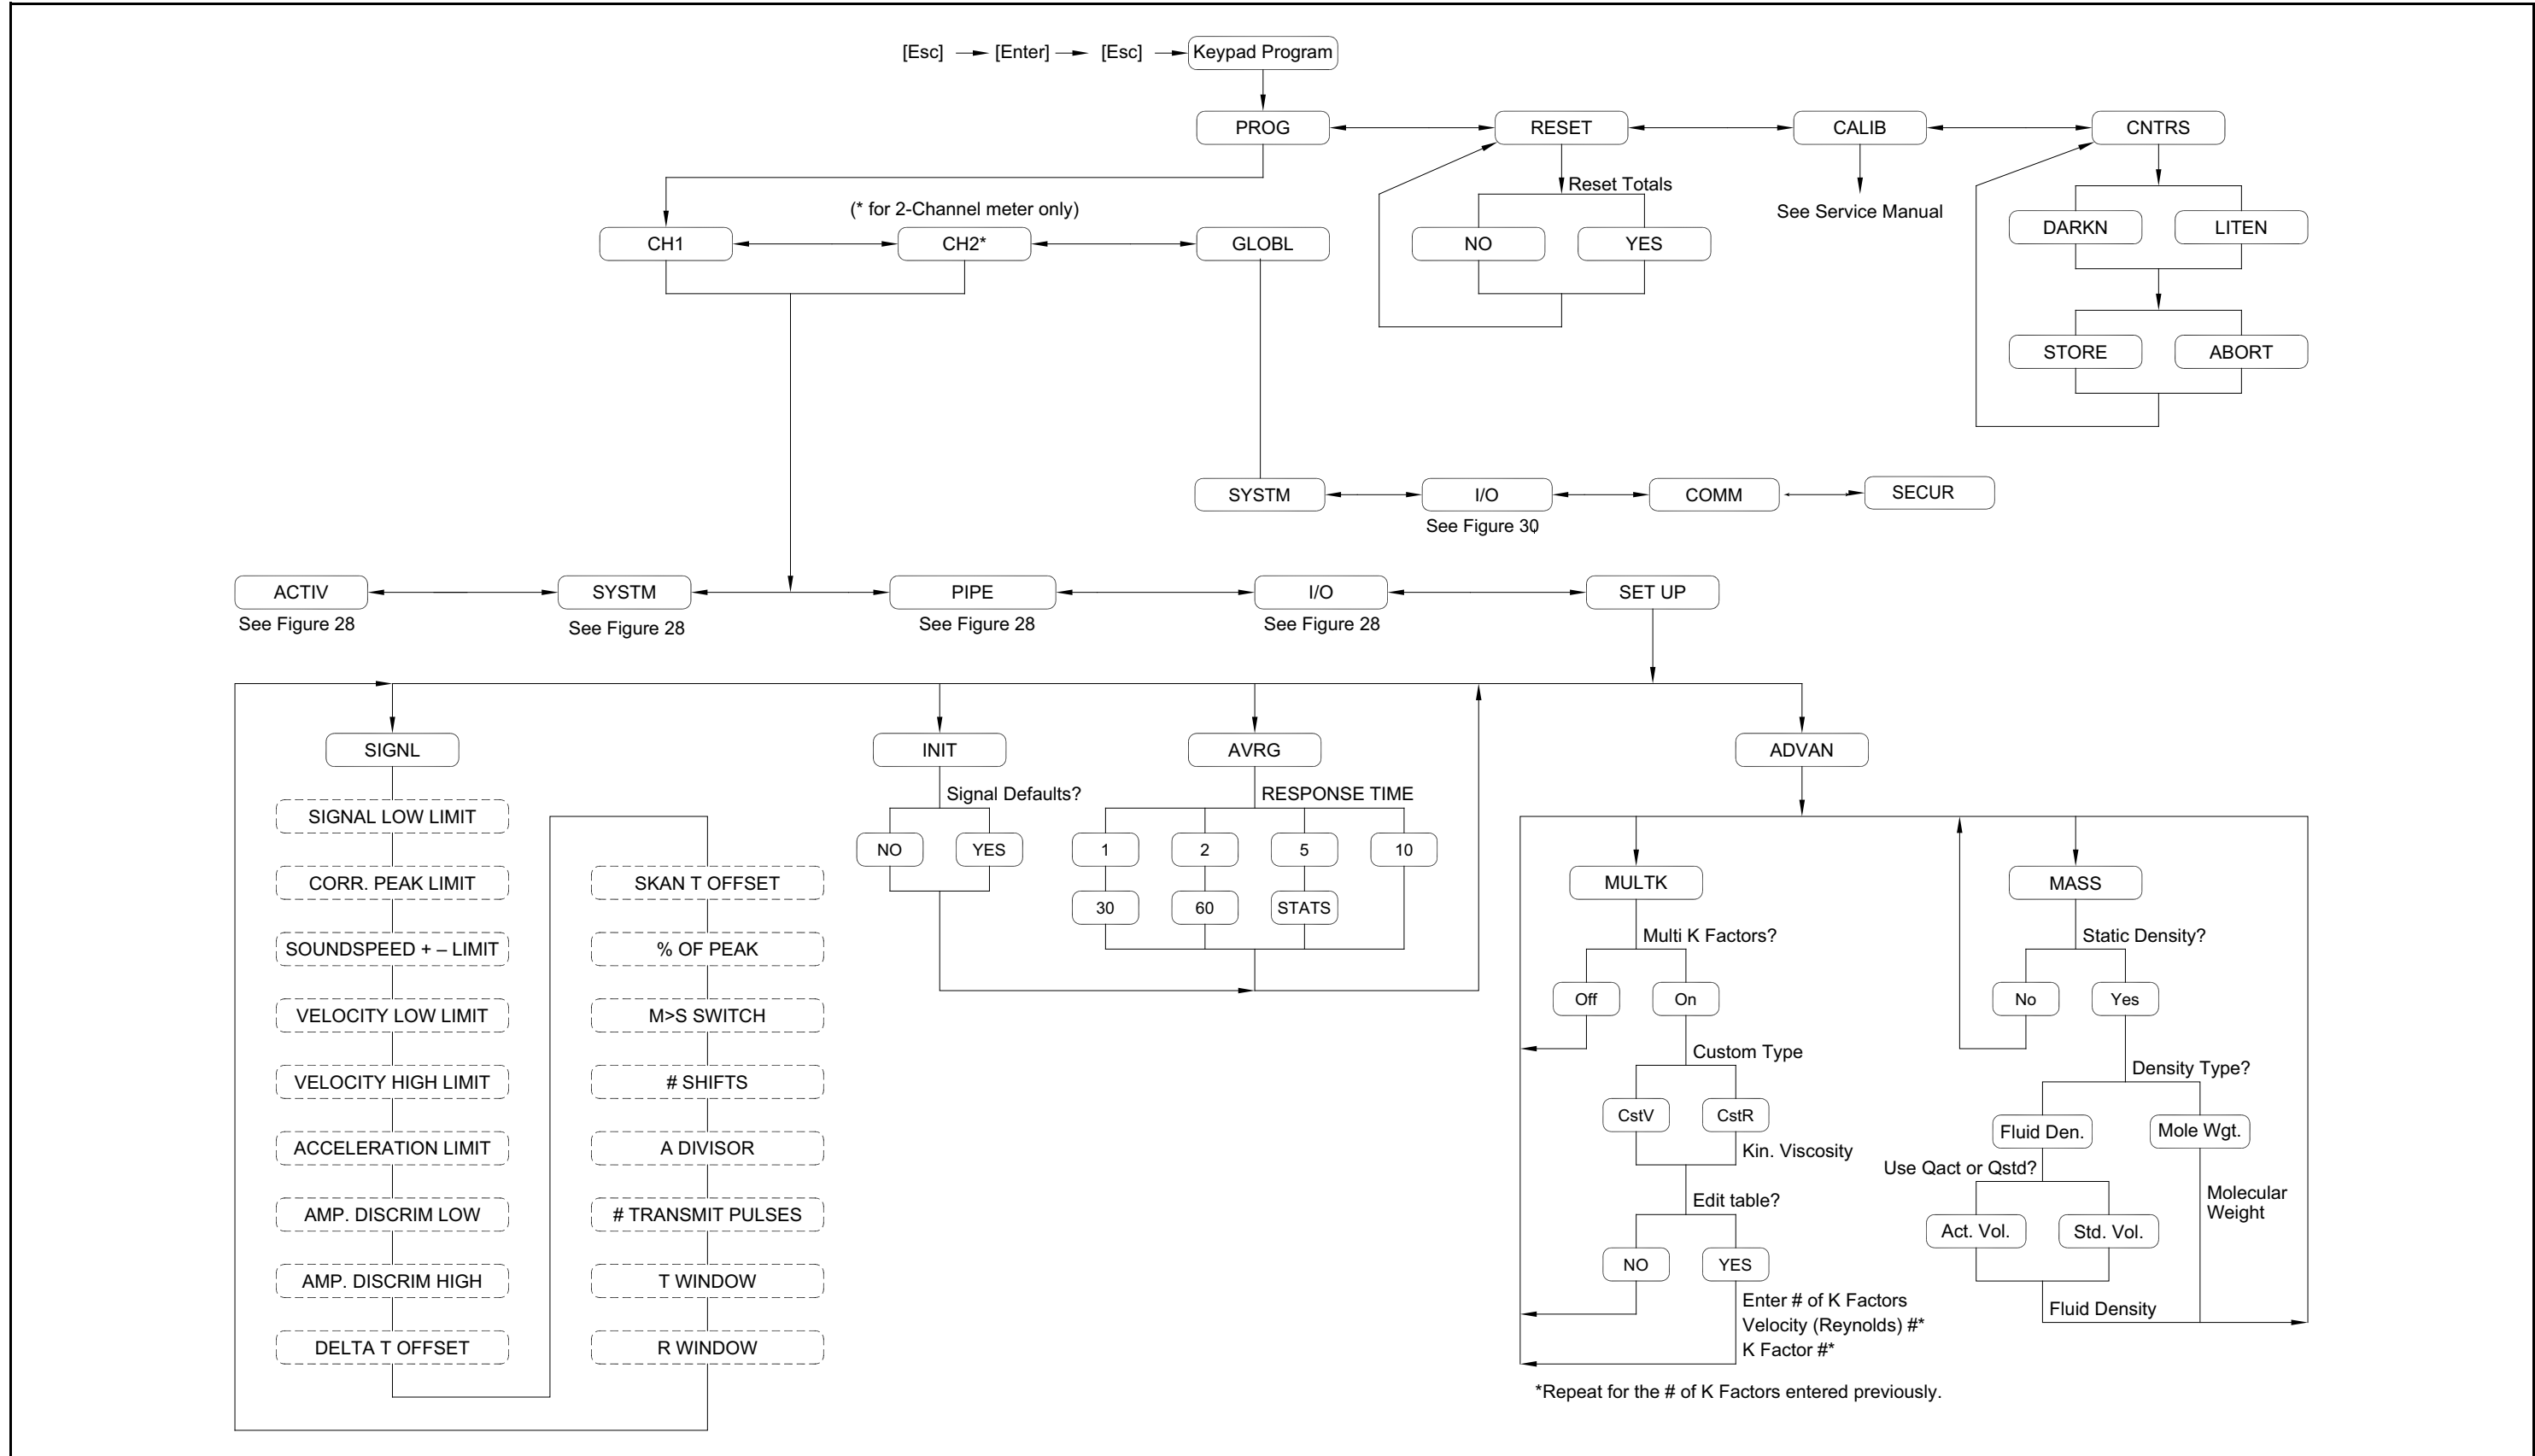 [Esc] [Enter] [Esc] Keypad Program
PROG RESET CALIB CNTRS
Reset Totals
See Service Manual
(* for 2-Channel meter only)
DARKN LITEN
CH1 CH2* GLOBL NO YES
STORE ABORT
SYSTM I/O COMM SECUR
See Figure 30
ACTIV SYSTM PIPE I/O SET UP
See Figure 28 See Figure 28 See Figure 28 See Figure 28
SIGNL INIT AVRG ADVAN
SIGNAL LOW LIMIT
CORR. PEAK LIMIT
SOUNDSPEED + – LIMIT
VELOCITY LOW LIMIT
VELOCITY HIGH LIMIT
ACCELERATION LIMIT
AMP. DISCRIM LOW
AMP. DISCRIM HIGH
DELTA T OFFSET
SKAN T OFFSET
% OF PEAK
M>S SWITCH
# SHIFTS
A DIVISOR
# TRANSMIT PULSES
T WINDOW
R WINDOW
Signal Defaults?
NO YES
RESPONSE TIME
1 2 5 10
30 60 STATS
MULTK
Multi K Factors?
Off On
Custom Type
CstV CstR
Kin. Viscosity
Edit table?
NO YES
Enter # of K Factors
Velocity (Reynolds) #*
K Factor #*
*Repeat for the # of K Factors entered previously.
MASS
Static Density?
No Yes
Density Type?
Fluid Den. Mole Wgt.
Use Qact or Qstd?
Molecular
Weight
Act. Vol. Std. Vol.
Fluid Density